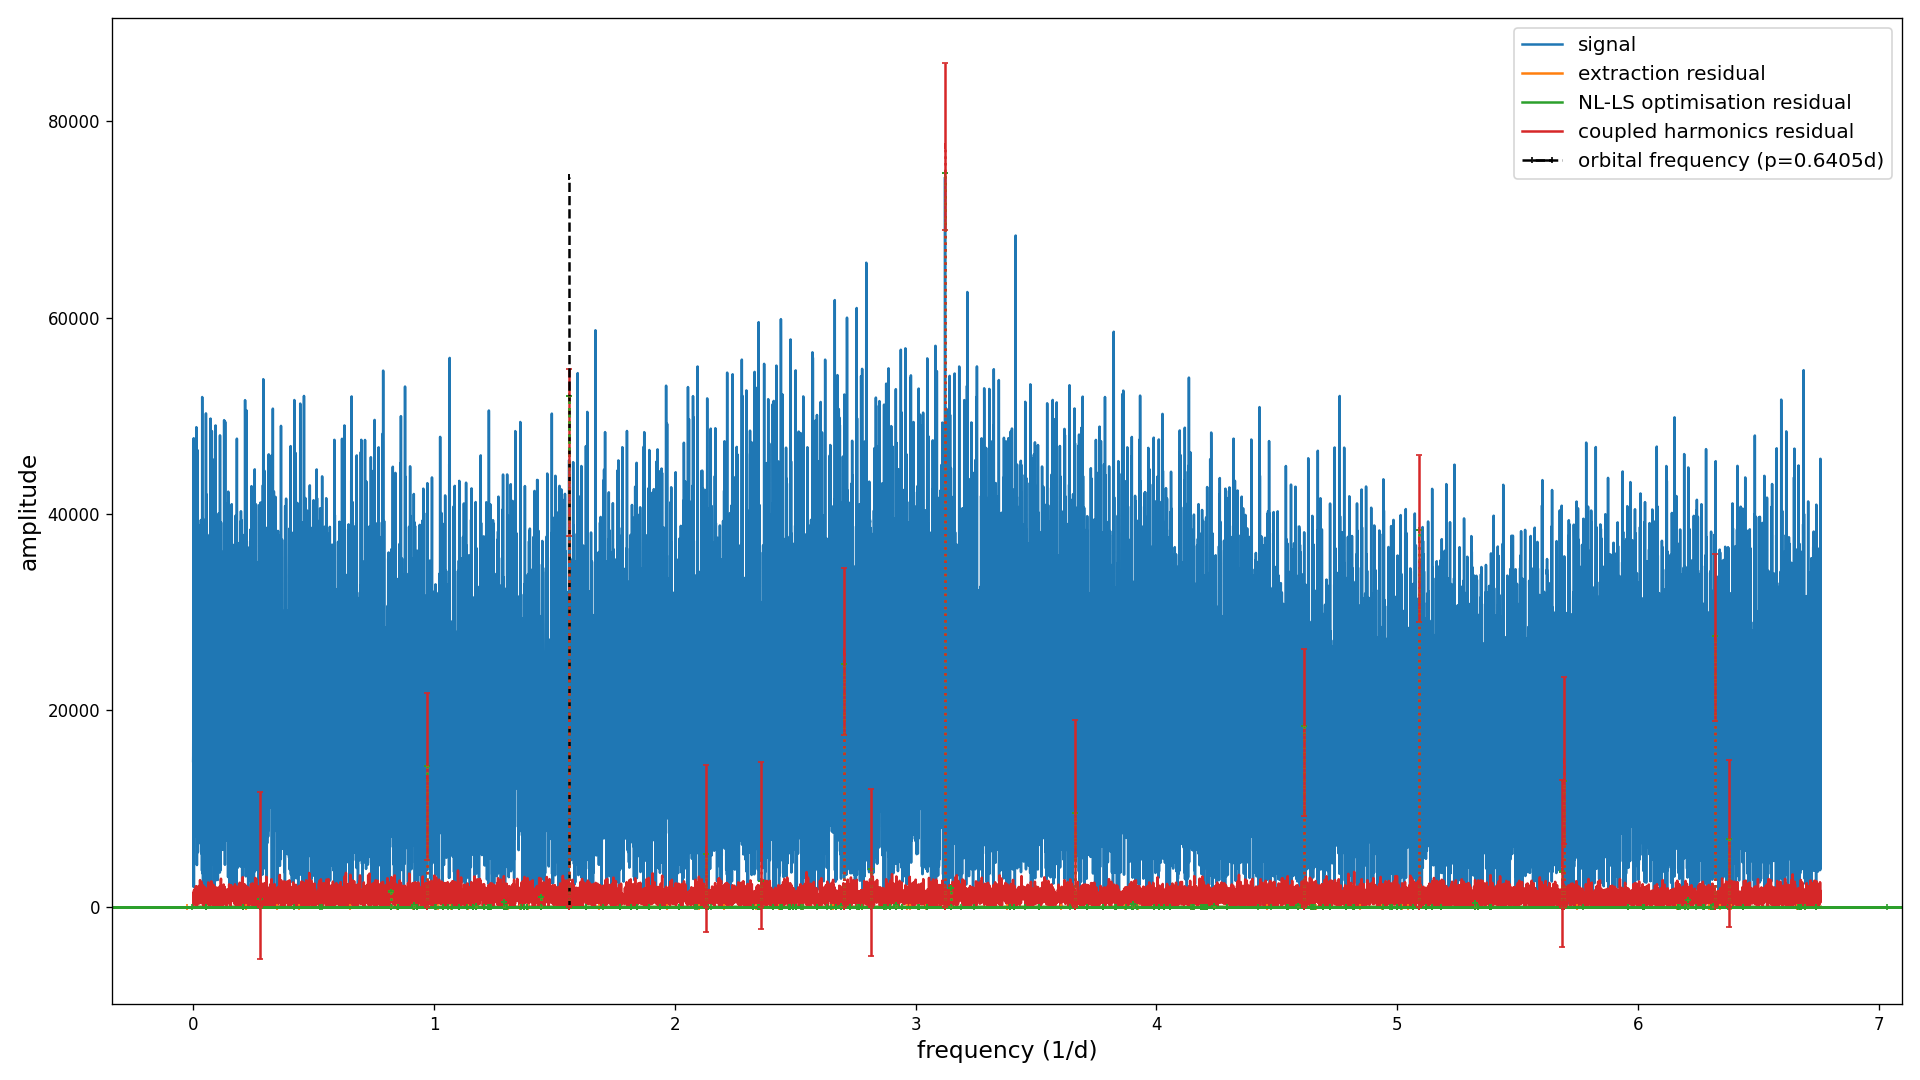 signal
extraction residual
NL-LS optimisation residual
coupled harmonics residual
orbital frequency (p=0.6405d)
80000
60000
40000
20000
0
amplitude
0 1 2 3 4 5 6 7
frequency (1/d)